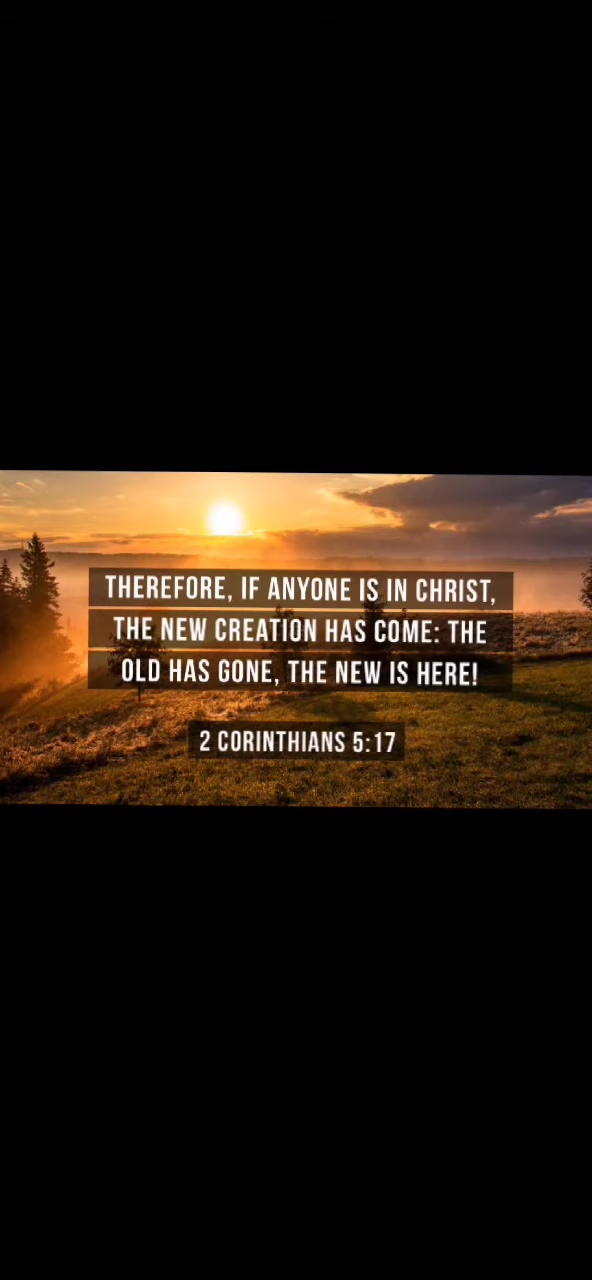 THEREFORE, IF ANYONE IS IN CHRIST,
THE NEW CREATION HAS COME: THE
OLD HAS GONE, THE NEW IS HERE!
2 CORINTHIANS 5:17